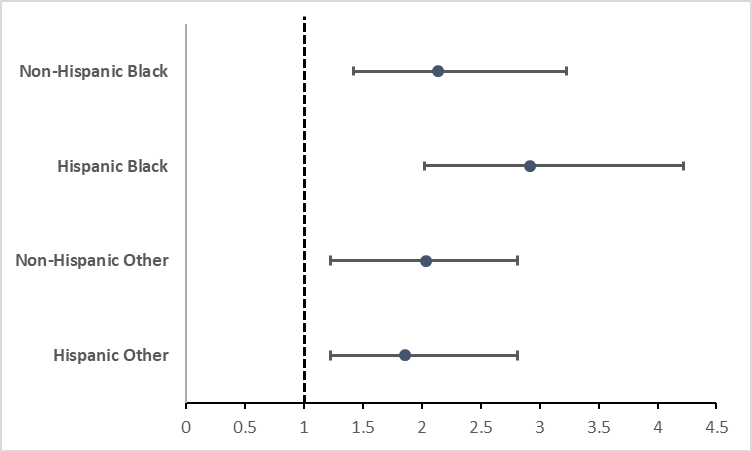 Non-Hispanic Black
Hispanic Black
Non-Hispanic Other
Hispanic Other
0 0.5 1 1.5 2 2.5 3 3.5 4 4.5